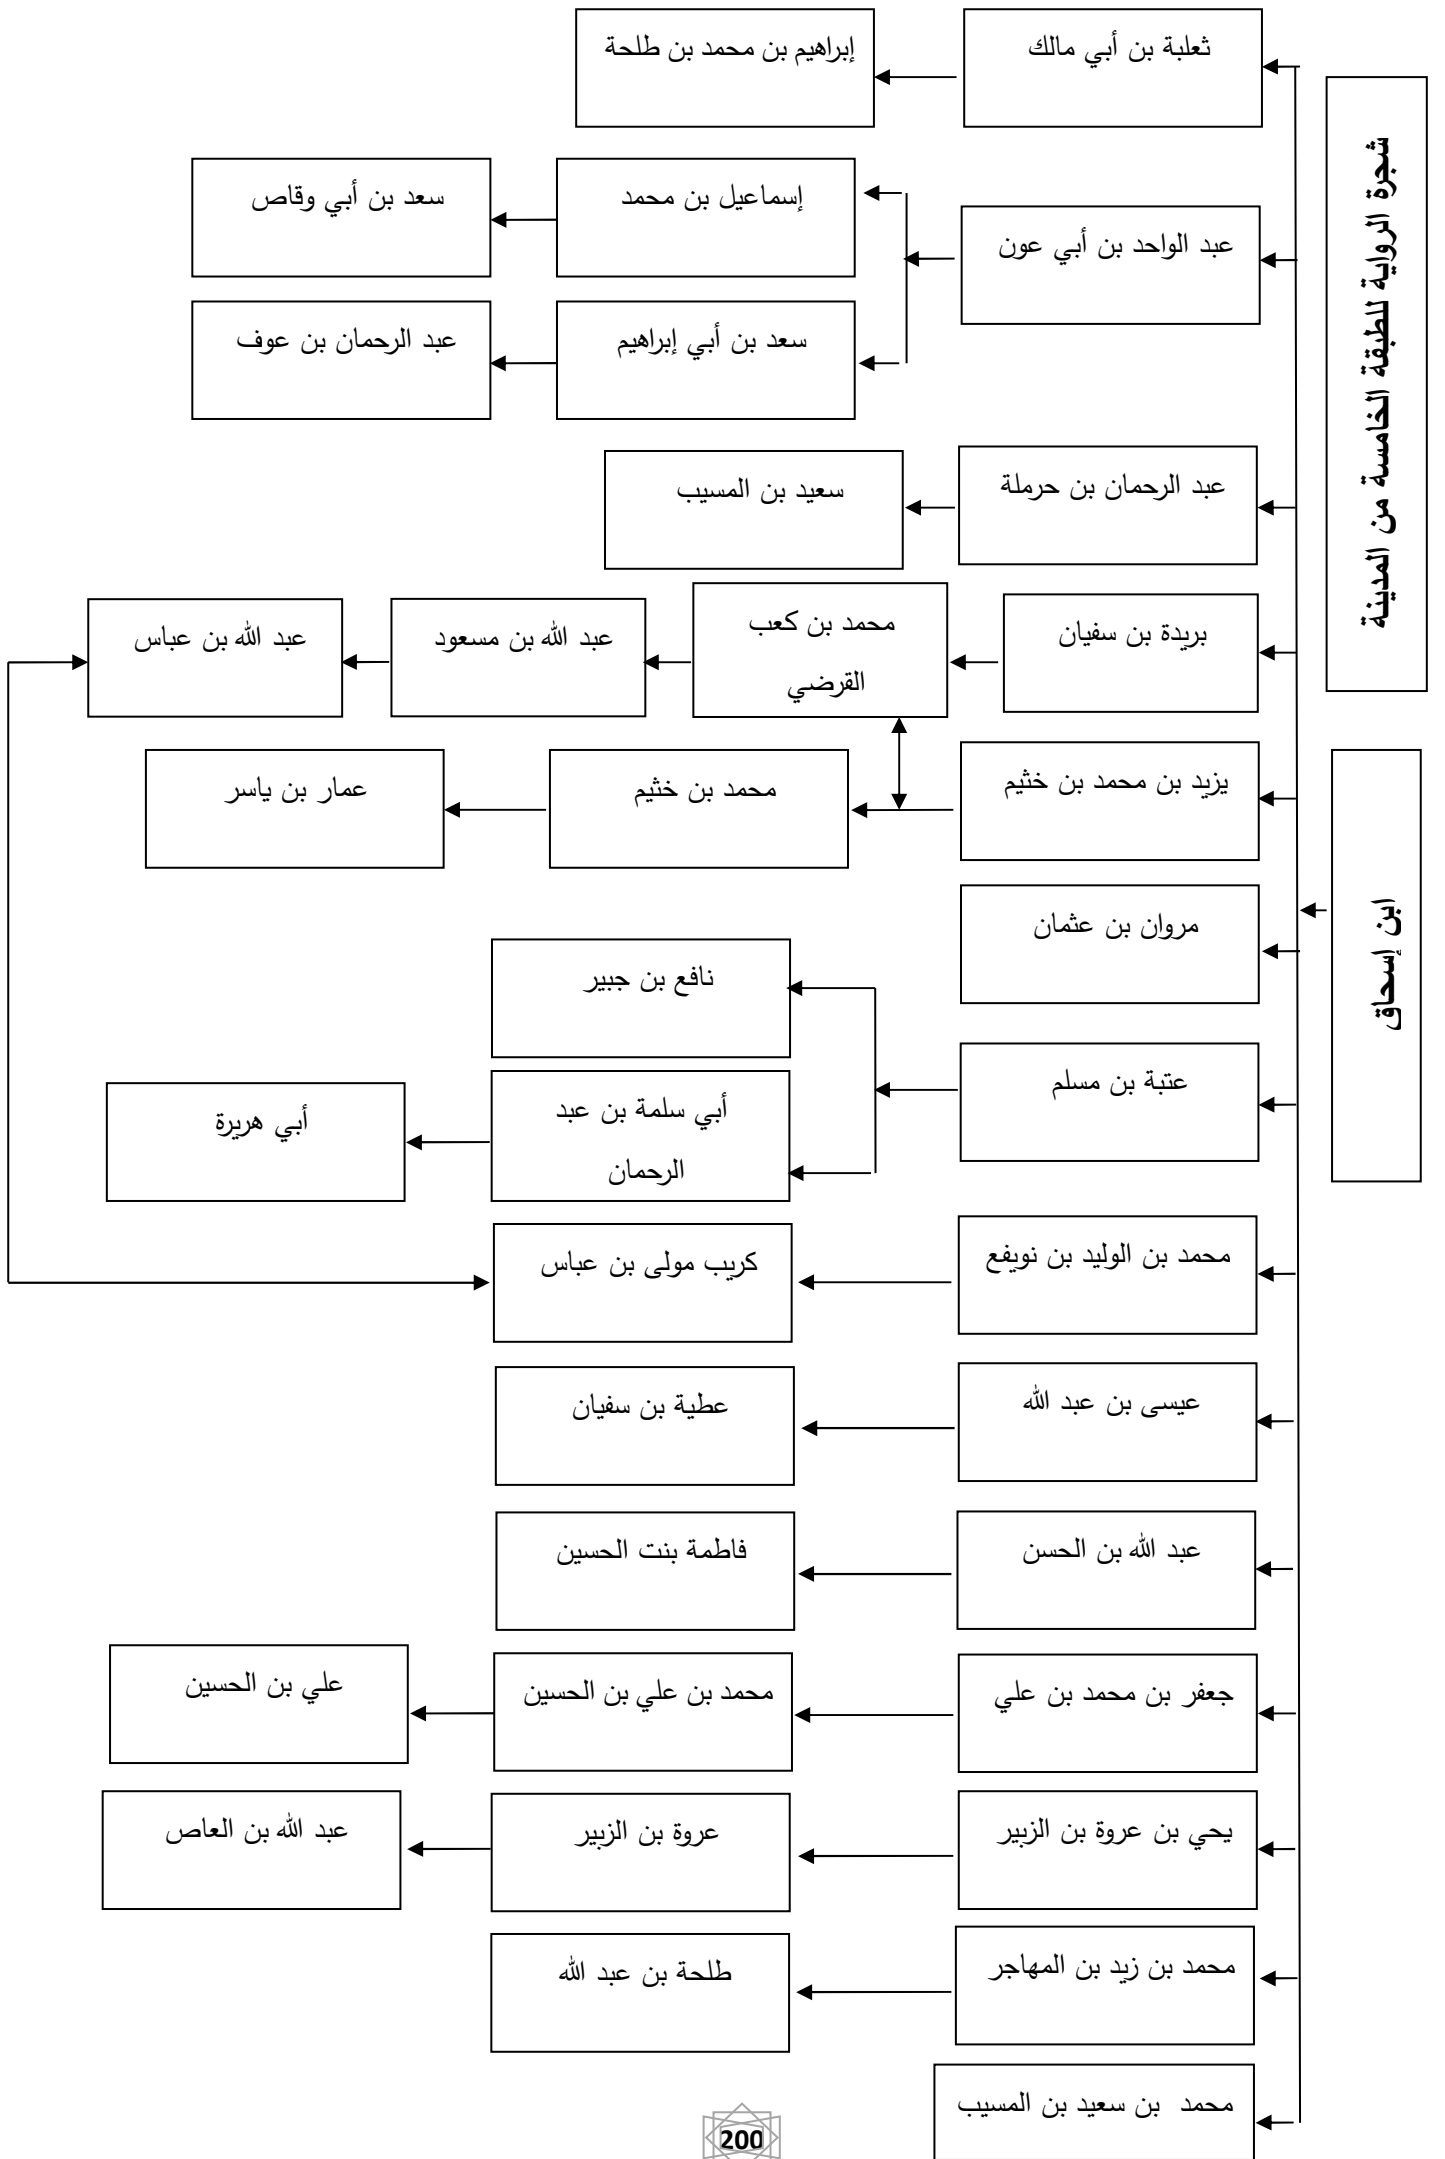 شجرة الرواية للطبقة الخامسة من المدينة
ابن إسحاق
ثعلبة بن أبي مالك
إبراهيم بن محمد بن طلحة
عبد الواحد بن أبي عون
إسماعيل بن محمد
سعد بن أبي وقاص
سعد بن أبي إبراهيم
عبد الرحمان بن عوف
عبد الرحمان بن حرملة
سعيد بن المسيب
بريدة بن سفيان
محمد بن كعب
القرضي
عبد الله بن مسعود
عبد الله بن عباس
يزيد بن محمد بن خثيم
محمد بن خثيم
عمار بن ياسر
مروان بن عثمان
عتبة بن مسلم
نافع بن جبير
أبي سلمة بن عبد
الرحمان
أبي هريرة
محمد بن الوليد بن نويفع
كريب مولى بن عباس
عيسى بن عبد الله
عطية بن سفيان
عبد الله بن الحسن
فاطمة بنت الحسين
جعفر بن محمد بن علي
محمد بن علي بن الحسين
علي بن الحسين
يحي بن عروة بن الزبير
عروة بن الزبير
عبد الله بن العاص
محمد بن زيد بن المهاجر
طلحة بن عبد الله
محمد بن سعيد بن المسيب
200